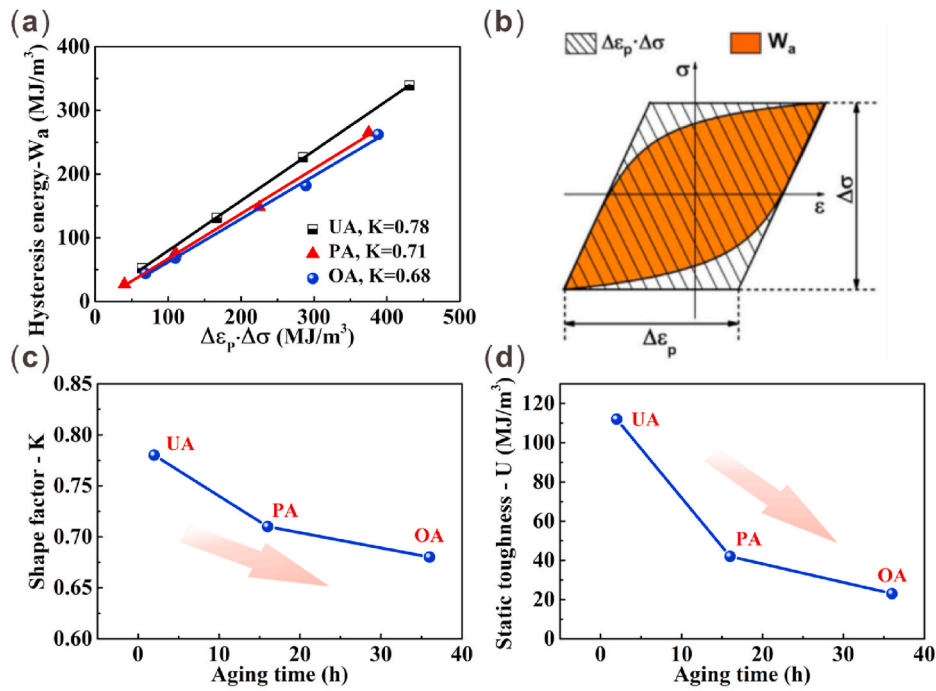 (a)
400
300
200
100
0
0 100 200 300 400 500
Hysteresis energy-Wa (MJ/m³)
Δεp·Δσ (MJ/m³)
UA, K=0.78
PA, K=0.71
OA, K=0.68
(b)
Δεp·Δσ Wa
σ
ε
Δσ
Δεp
(c)
0.85
0.80
0.75
0.70
0.65
0.60
0 10 20 30 40
Shape factor - K
Aging time (h)
UA
PA
OA
(d)
120
100
80
60
40
20
0
0 10 20 30 40
Static toughness - U (MJ/m³)
Aging time (h)
UA
PA
OA